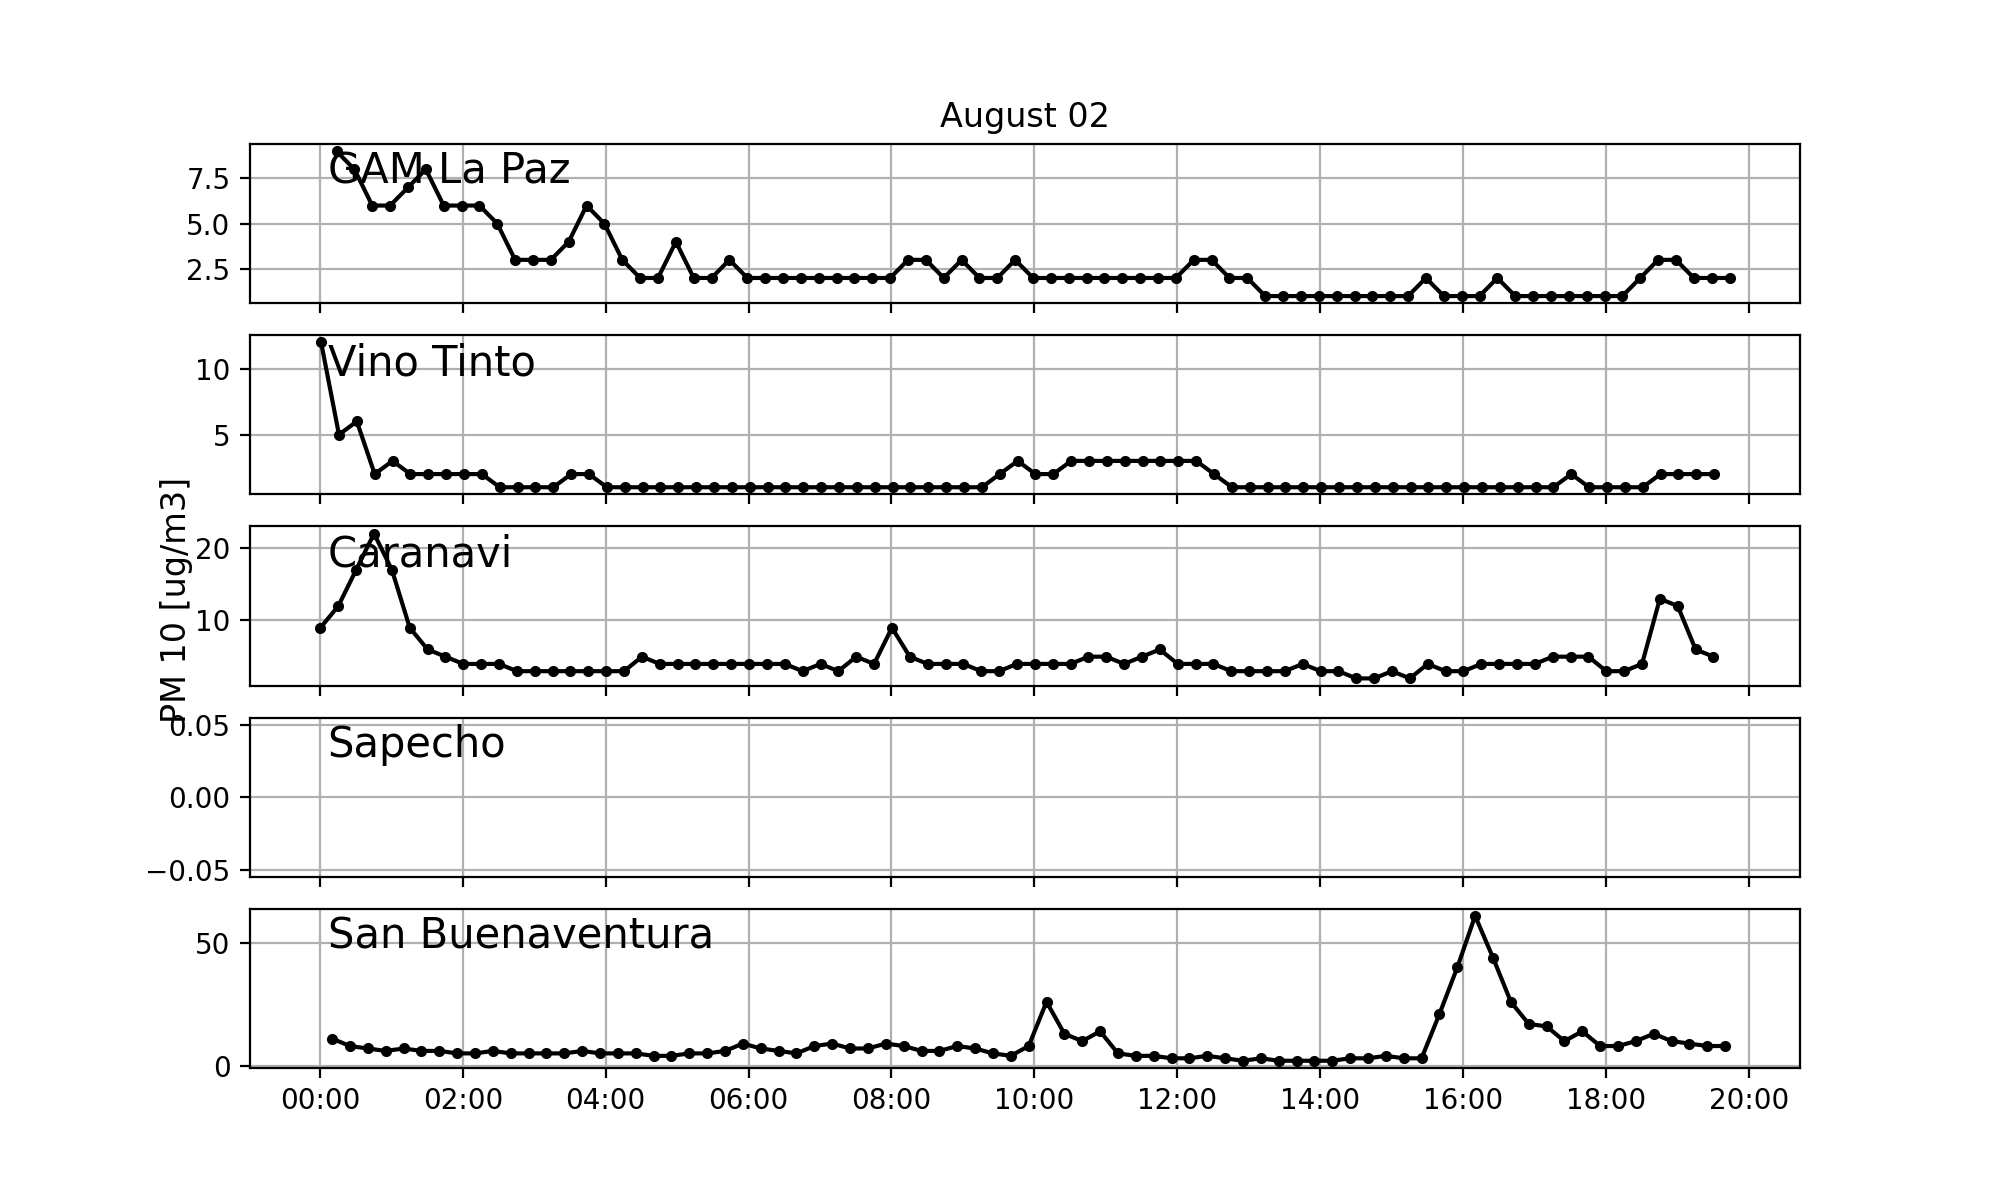 August 02
GAM La Paz
7.5
5.0
2.5
Vino Tinto
10
5
PM 10 [ug/m3]
Caranavi
20
10
Sapecho
0.05
0.00
−0.05
San Buenaventura
50
0
00:00 02:00 04:00 06:00 08:00 10:00 12:00 14:00 16:00 18:00 20:00